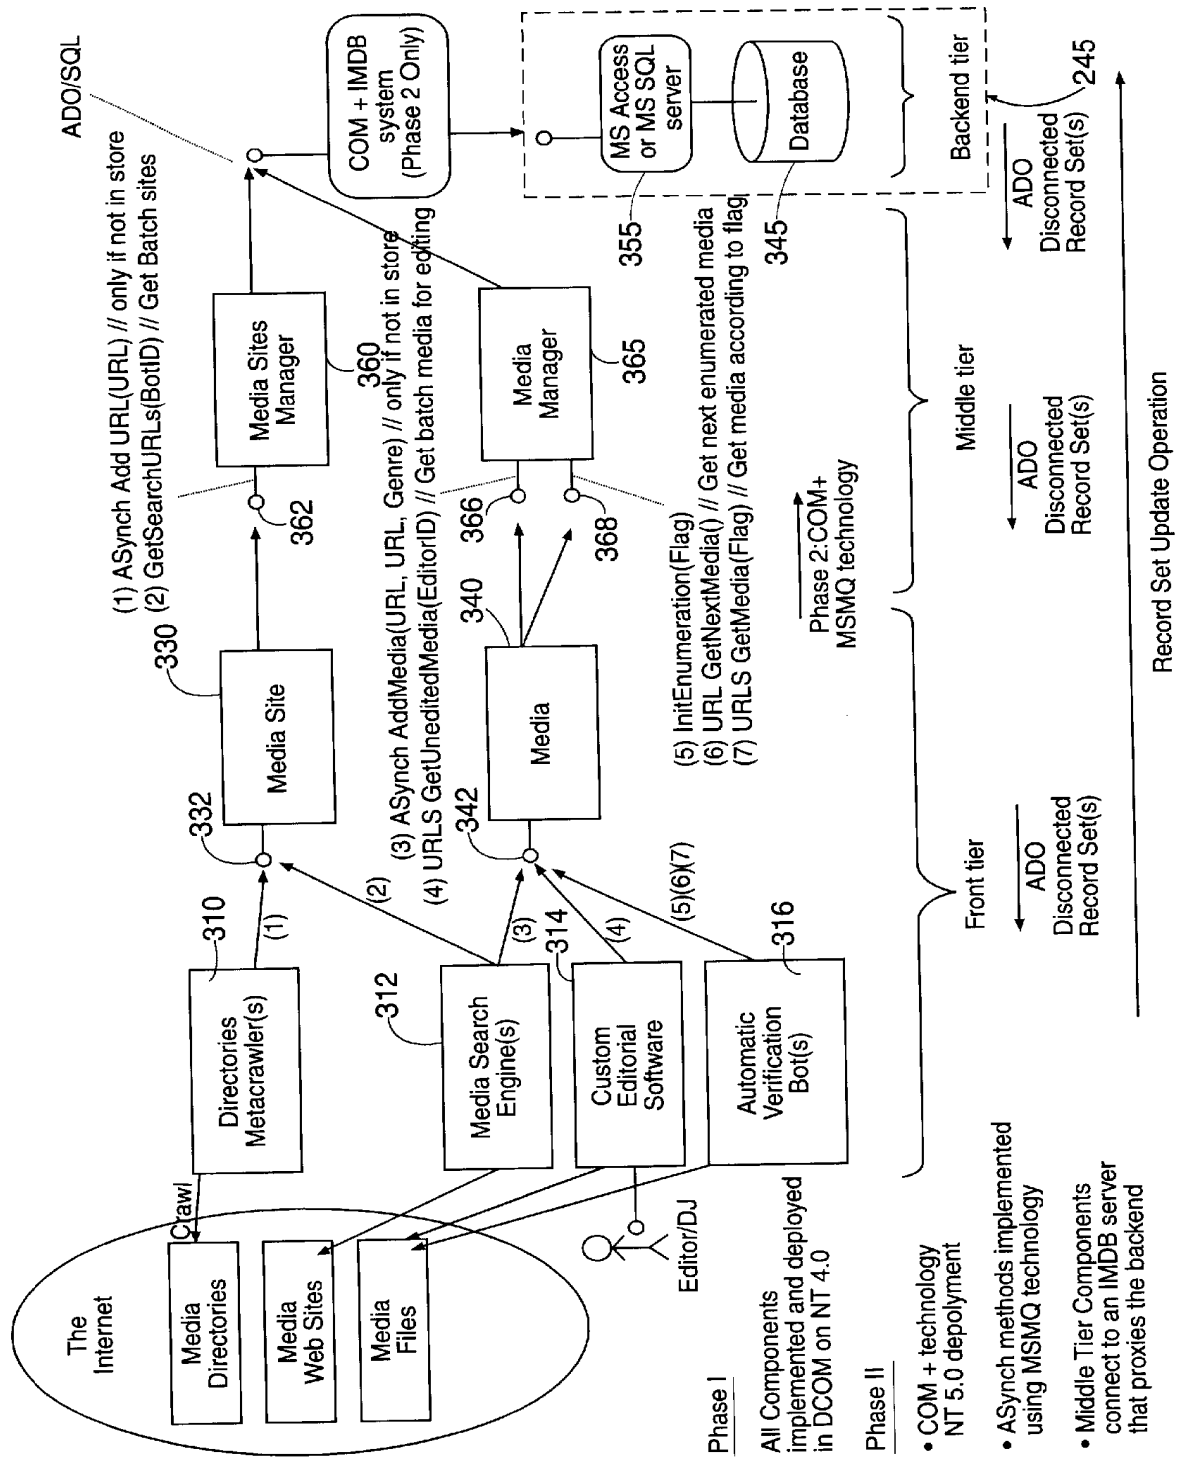 The
Internet
Media
Directories
Media
Web Sites
Media
Files
Crawl
Directories
Metacrawler(s)
310
(1)
332
330
Media Site
(1) ASynch Add URL(URL) // only if not in store
(2) GetSearchURLs(BotID) // Get Batch sites
362
Media Sites
Manager
360
ADO/SQL
COM + IMDB
system
(Phase 2 Only)
312
Media Search
Engine(s)
(2)
(3)
314
Custom
Editorial
Software
(4)
Automatic
Verification
Bot(s)
316
(5)(6)(7)
Editor/DJ
(3) ASynch AddMedia(URL, URL, Genre) // only if not in store
(4) URLS GetUneditedMedia(EditorID) // Get batch media for editing
342
340
Media
366
368
Media
Manager
365
(5) InitEnumeration(Flag)
(6) URL GetNextMedia() // Get next enumerated media
(7) URLS GetMedia(Flag) // Get media according to flag
355
MS Access
or MS SQL
server
345
Database
Phase 2:COM+
MSMQ technology
Front tier
Middle tier
Backend tier
245
ADO
Disconnected
Record Set(s)
ADO
Disconnected
Record Set(s)
ADO
Disconnected
Record Set(s)
Record Set Update Operation
Phase I
All Components
implemented and deployed
in DCOM on NT 4.0
Phase II
• COM + technology
NT 5.0 depolyment
• ASynch methods implemented
using MSMQ technology
• Middle Tier Components
connect to an IMDB server
that proxies the backend